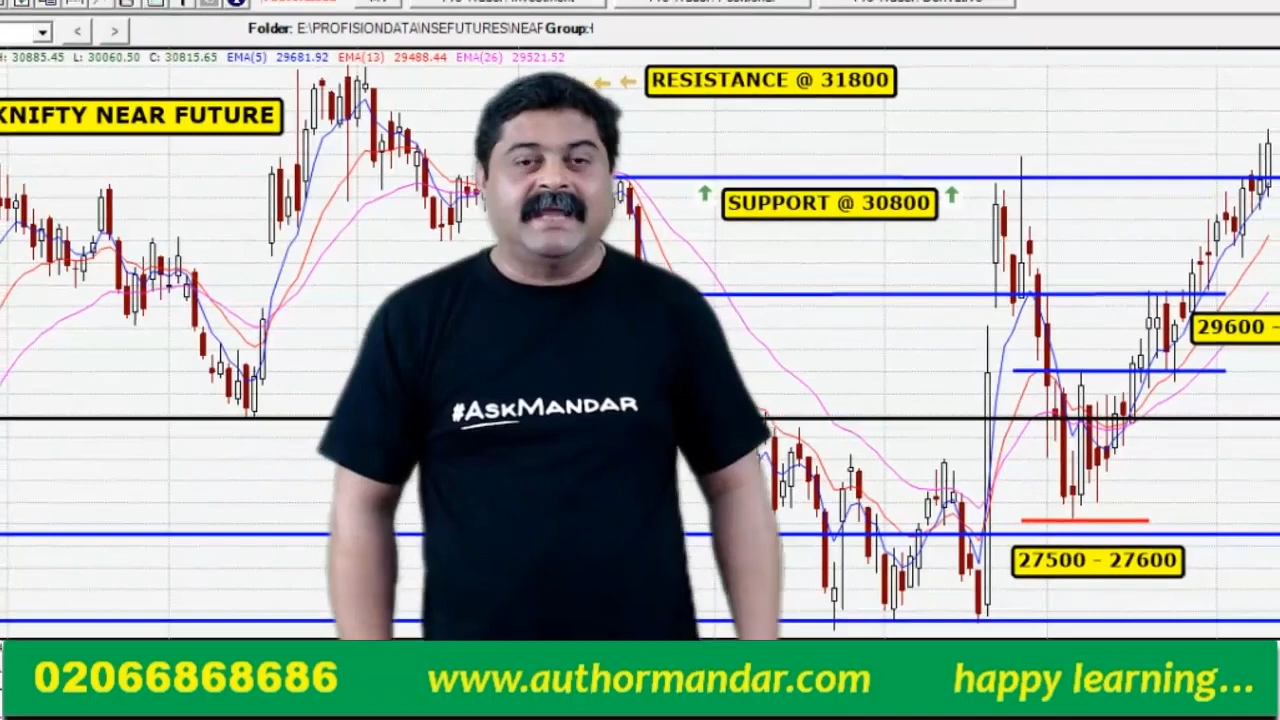 Folder: E:\PROFISIONDATA\NSEFUTURES\NEAF Group:
H: 30885.45 L: 30060.50 C: 30815.65 EMA(5) 29681.92 EMA(13) 29488.44 EMA(26) 29521.52
RESISTANCE @ 31800
KNIFTY NEAR FUTURE
SUPPORT @ 30800
29600 -
#ASKMANDAR
27500 - 27600
02066868686 www.authormandar.com happy learning...